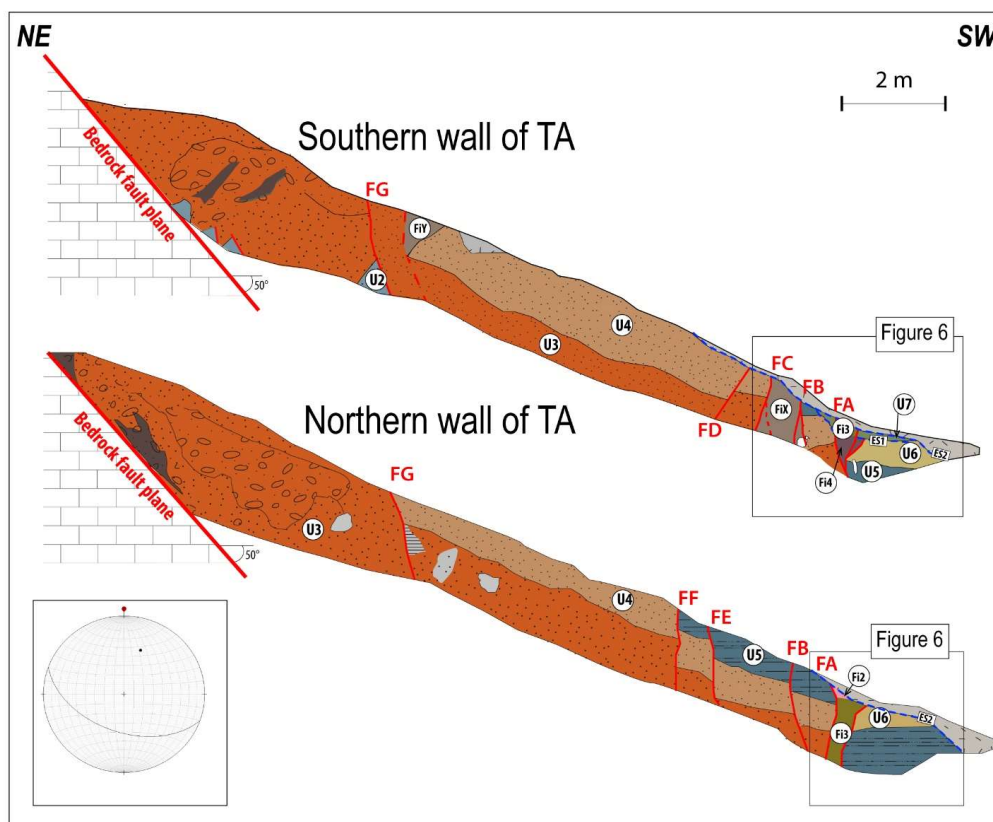 NE
SW
2 m
Southern wall of TA
Bedrock fault plane
50°
FG
FiY
U2
U4
U3
Figure 6
FC
FB
FA
FD
FiX
Fi3
U7
ES1
U6
ES2
U5
Fi4
Northern wall of TA
Bedrock fault plane
50°
FG
U3
U4
FF
FE
U5
FB
FA
Figure 6
Fi2
U6
ES2
Fi3